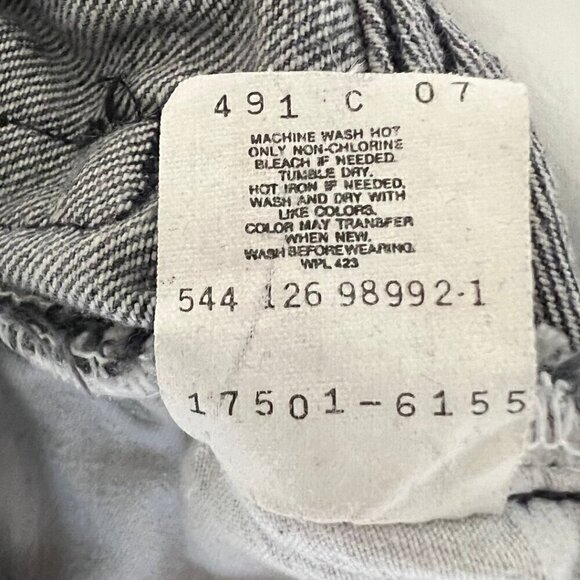 491 C 07
MACHINE WASH HOT
ONLY NON-CHLORINE
BLEACH IF NEEDED.
TUMBLE DRY.
HOT IRON IF NEEDED.
WASH AND DRY WITH
LIKE COLORS.
COLOR MAY TRANSFER
WHEN NEW.
WASH BEFORE WEARING.
WPL 423
544 126 98992-1
17501-6155